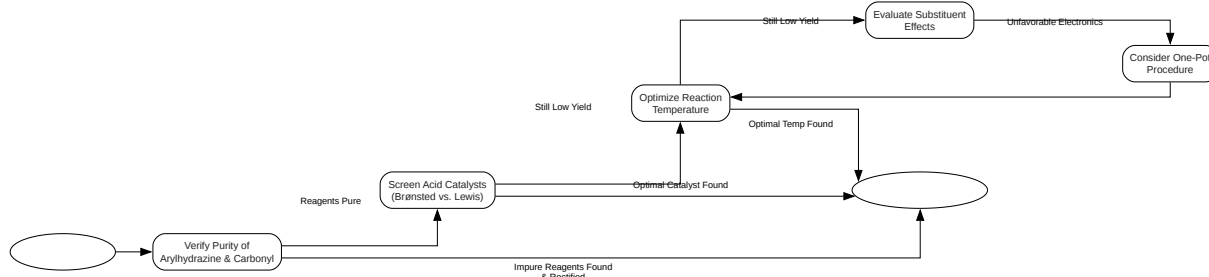 Still Low Yield
Evaluate Substituent
Effects
Unfavorable Electronics
Consider One-Pot
Procedure
Still Low Yield
Optimize Reaction
Temperature
Optimal Temp Found
Reagents Pure
Screen Acid Catalysts
(Brønsted vs. Lewis)
Optimal Catalyst Found
Verify Purity of
Arylhydrazine & Carbonyl
Impure Reagents Found
& Rectified